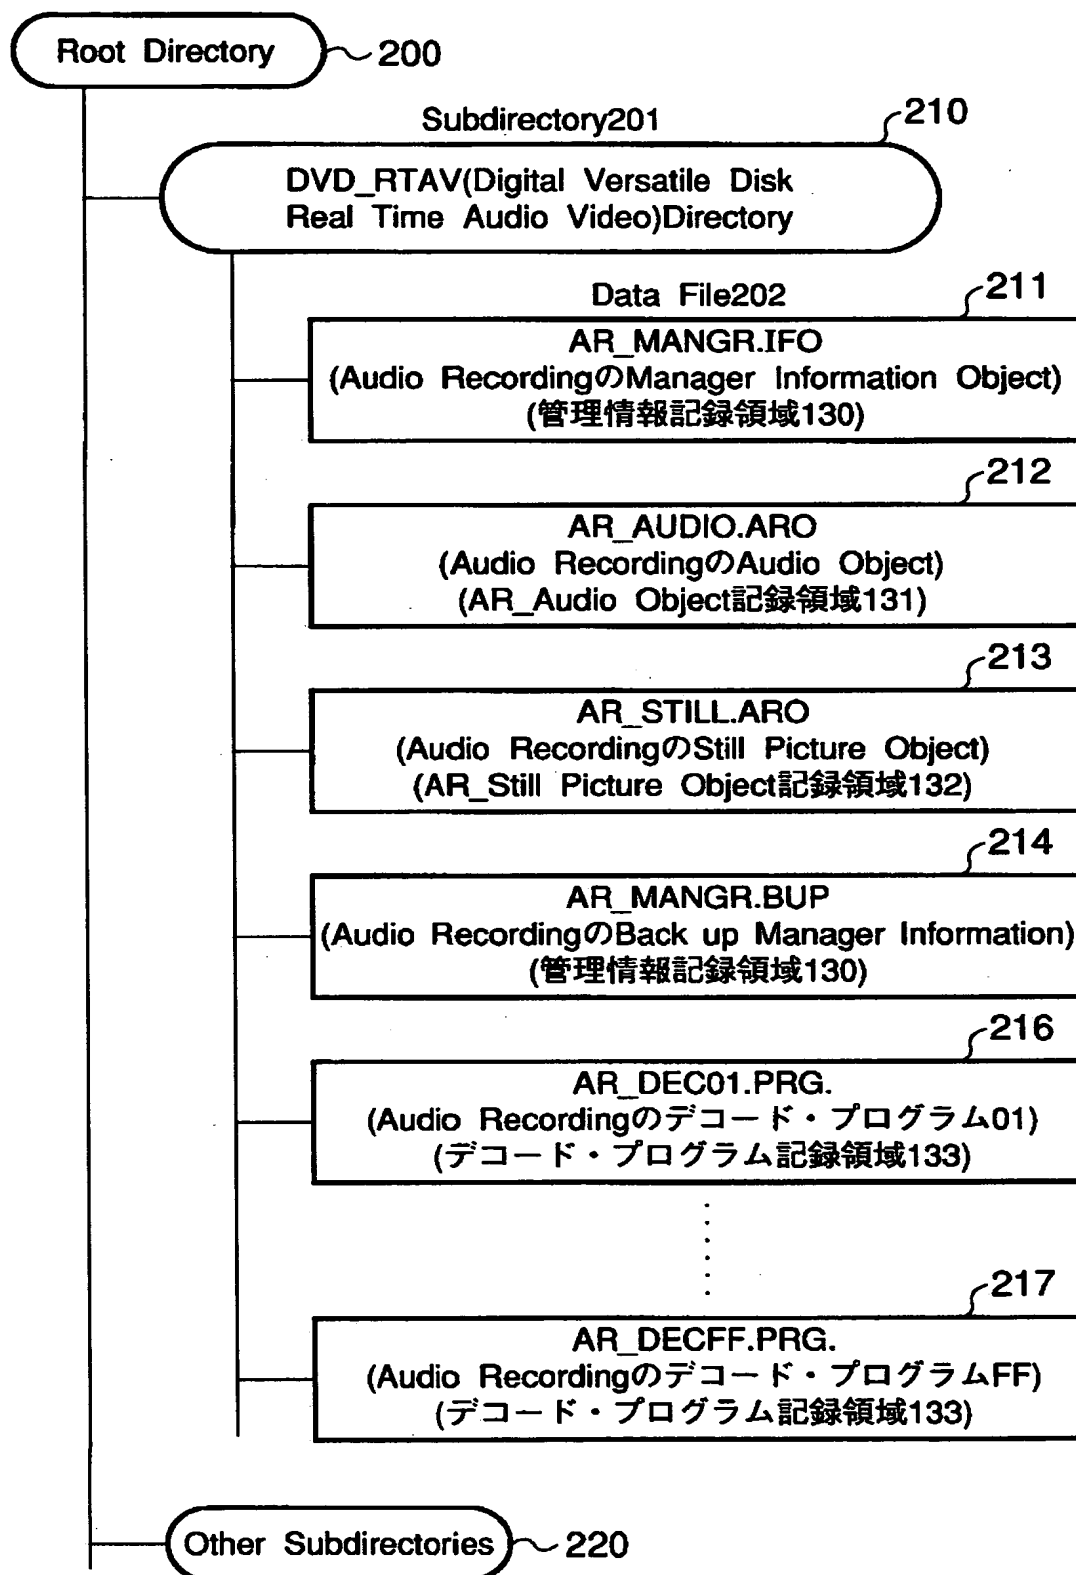 Root Directory
200
Subdirectory201
210
DVD_RTAV(Digital Versatile Disk
Real Time Audio Video)Directory
Data File202
211
AR_MANGR.IFO
(Audio RecordingのManager Information Object)
(管理情報記録領域130)
212
AR_AUDIO.ARO
(Audio RecordingのAudio Object)
(AR_Audio Object記録領域131)
213
AR_STILL.ARO
(Audio RecordingのStill Picture Object)
(AR_Still Picture Object記録領域132)
214
AR_MANGR.BUP
(Audio RecordingのBack up Manager Information)
(管理情報記録領域130)
216
AR_DEC01.PRG.
(Audio Recordingのデコード・プログラム01)
(デコード・プログラム記録領域133)
217
AR_DECFF.PRG.
(Audio Recordingのデコード・プログラムFF)
(デコード・プログラム記録領域133)
Other Subdirectories
220